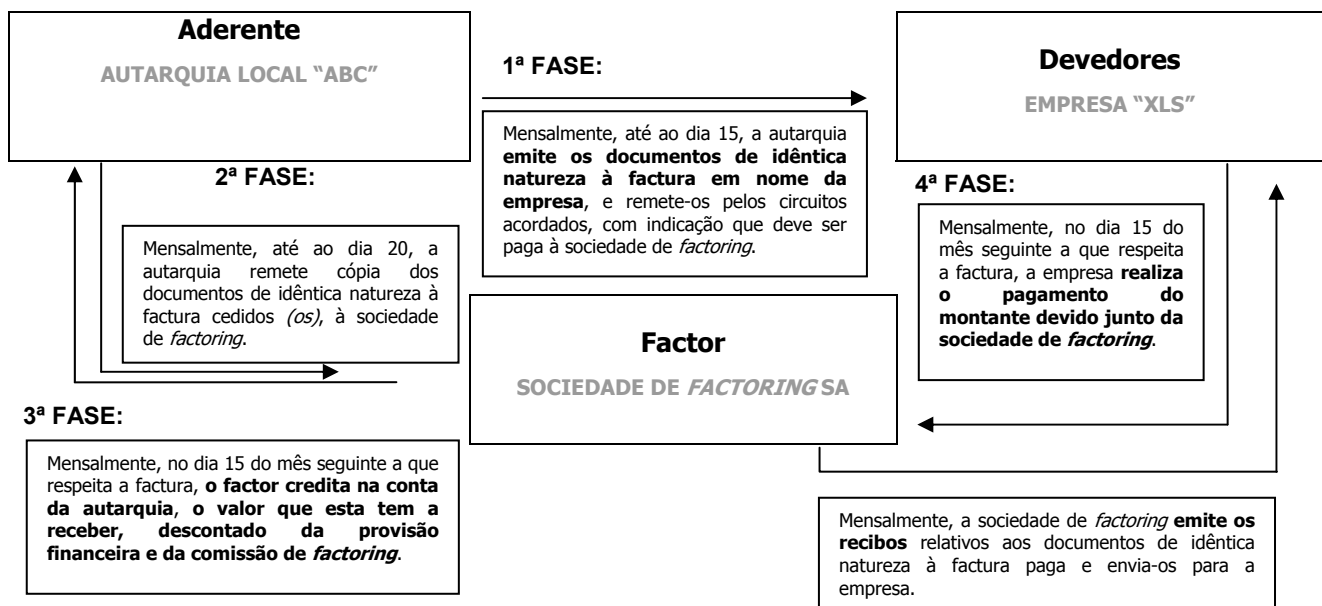 Aderente
AUTARQUIA LOCAL “ABC”
1ª FASE:
Mensalmente, até ao dia 15, a autarquia
emite os documentos de idêntica
natureza à factura em nome da
empresa, e remete-os pelos circuitos
acordados, com indicação que deve ser
paga à sociedade de factoring.
Devedores
EMPRESA “XLS”
2ª FASE:
Mensalmente, até ao dia 20, a
autarquia remete cópia dos
documentos de idêntica natureza à
factura cedidos (os), à sociedade
de factoring.
Factor
SOCIEDADE DE FACTORING SA
3ª FASE:
Mensalmente, no dia 15 do mês seguinte a que
respeita a factura, o factor credita na conta
da autarquia, o valor que esta tem a
receber, descontado da provisão
financeira e da comissão de factoring.
4ª FASE:
Mensalmente, no dia 15 do
mês seguinte a que respeita
a factura, a empresa realiza
o pagamento do
montante devido junto da
sociedade de factoring.
Mensalmente, a sociedade de factoring emite os
recibos relativos aos documentos de idêntica
natureza à factura paga e envia-os para a
empresa.